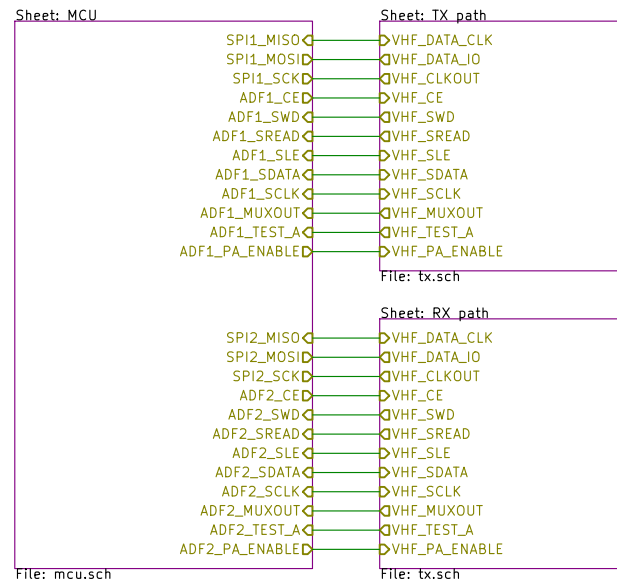 Sheet: MCU
SPI1_MISO
SPI1_MOSI
SPI1_SCK
ADF1_CE
ADF1_SWD
ADF1_SREAD
ADF1_SLE
ADF1_SDATA
ADF1_SCLK
ADF1_MUXOUT
ADF1_TEST_A
ADF1_PA_ENABLE
SPI2_MISO
SPI2_MOSI
SPI2_SCK
ADF2_CE
ADF2_SWD
ADF2_SREAD
ADF2_SLE
ADF2_SDATA
ADF2_SCLK
ADF2_MUXOUT
ADF2_TEST_A
ADF2_PA_ENABLE
File: mcu.sch
Sheet: TX path
VHF_DATA_CLK
VHF_DATA_IO
VHF_CLKOUT
VHF_CE
VHF_SWD
VHF_SREAD
VHF_SLE
VHF_SDATA
VHF_SCLK
VHF_MUXOUT
VHF_TEST_A
VHF_PA_ENABLE
File: tx.sch
Sheet: RX path
VHF_DATA_CLK
VHF_DATA_IO
VHF_CLKOUT
VHF_CE
VHF_SWD
VHF_SREAD
VHF_SLE
VHF_SDATA
VHF_SCLK
VHF_MUXOUT
VHF_TEST_A
VHF_PA_ENABLE
File: tx.sch